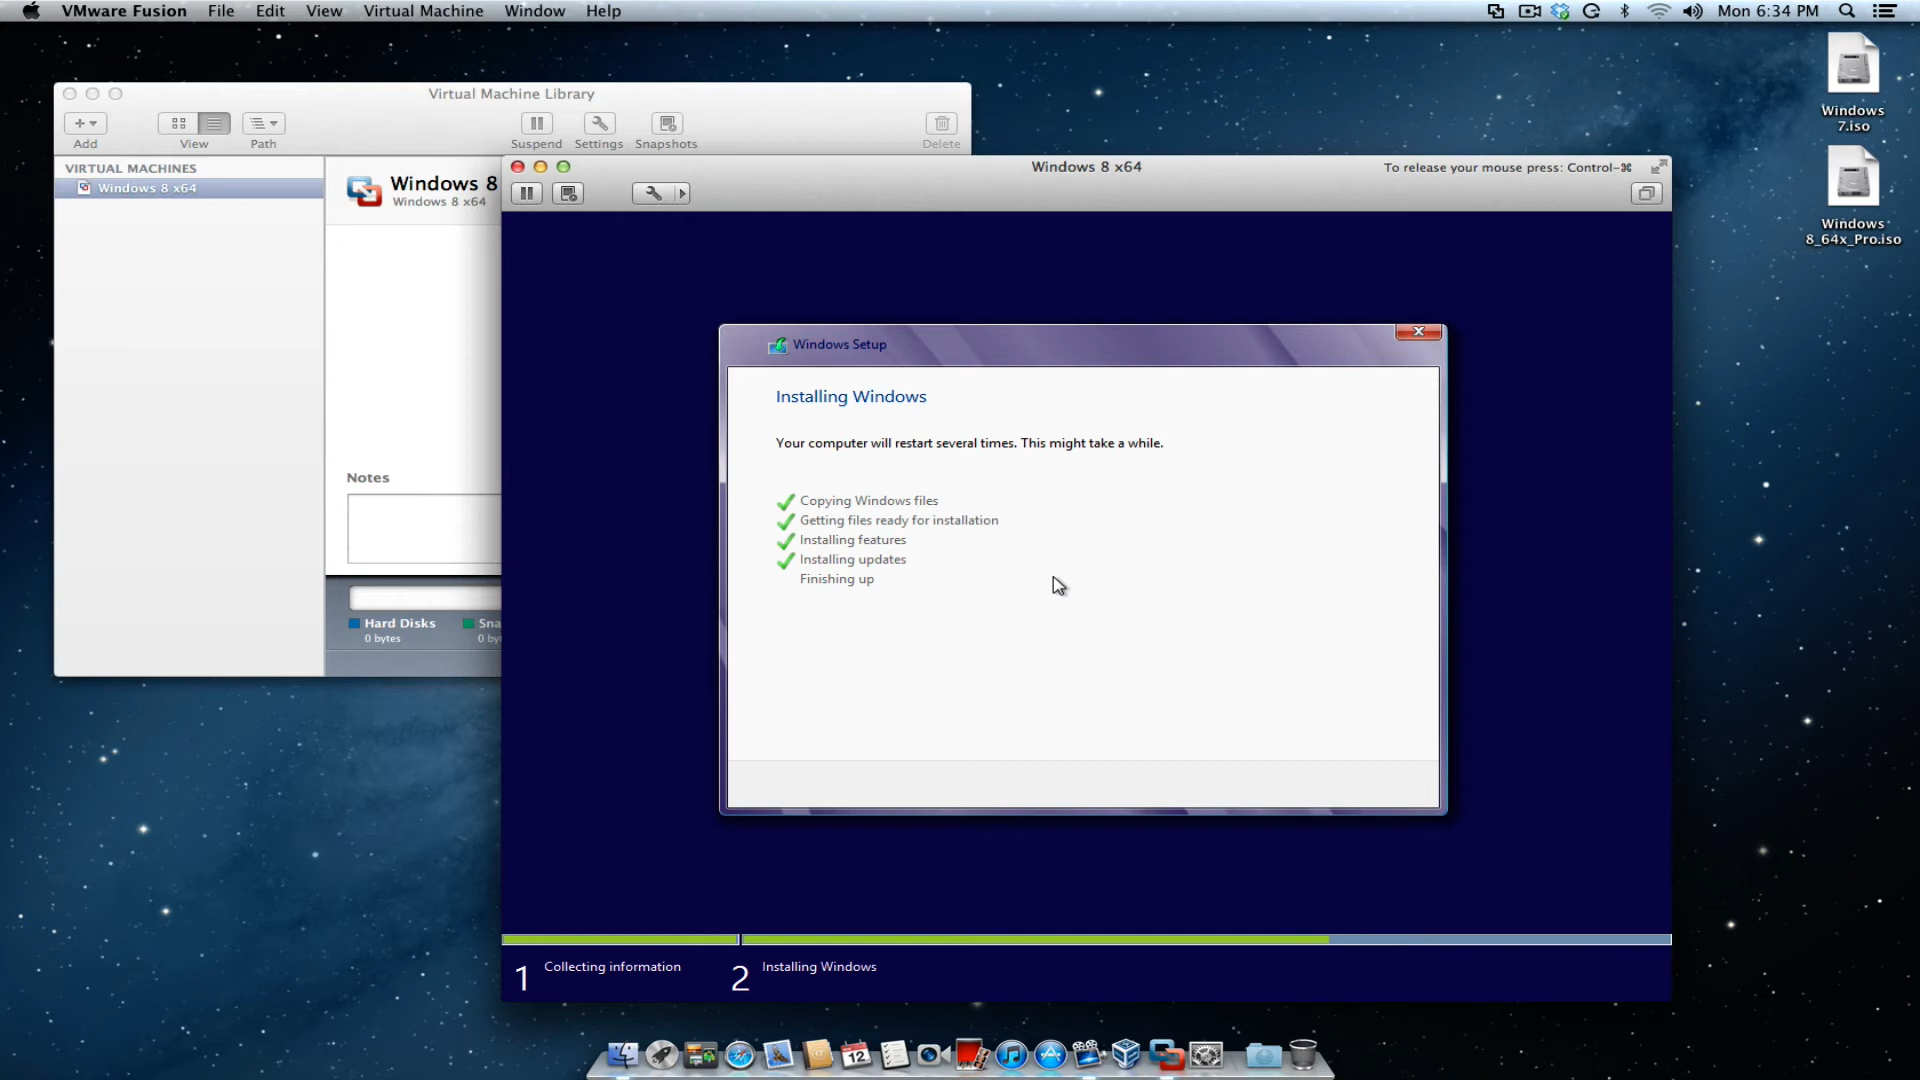 VMware Fusion File Edit View Virtual Machine Window Help Mon 6:34 PM
Windows
7.iso
Windows
8_64x_Pro.iso
Virtual Machine Library
Add View Path Suspend Settings Snapshots Delete
VIRTUAL MACHINES
Windows 8 x64
Windows 8
Windows 8 x64
Notes
Hard Disks Sna
0 bytes 0 by
Windows 8 x64 To release your mouse press: Control-⌘
Windows Setup
Installing Windows
Your computer will restart several times. This might take a while.
Copying Windows files
Getting files ready for installation
Installing features
Installing updates
Finishing up
1 Collecting information 2 Installing Windows
12